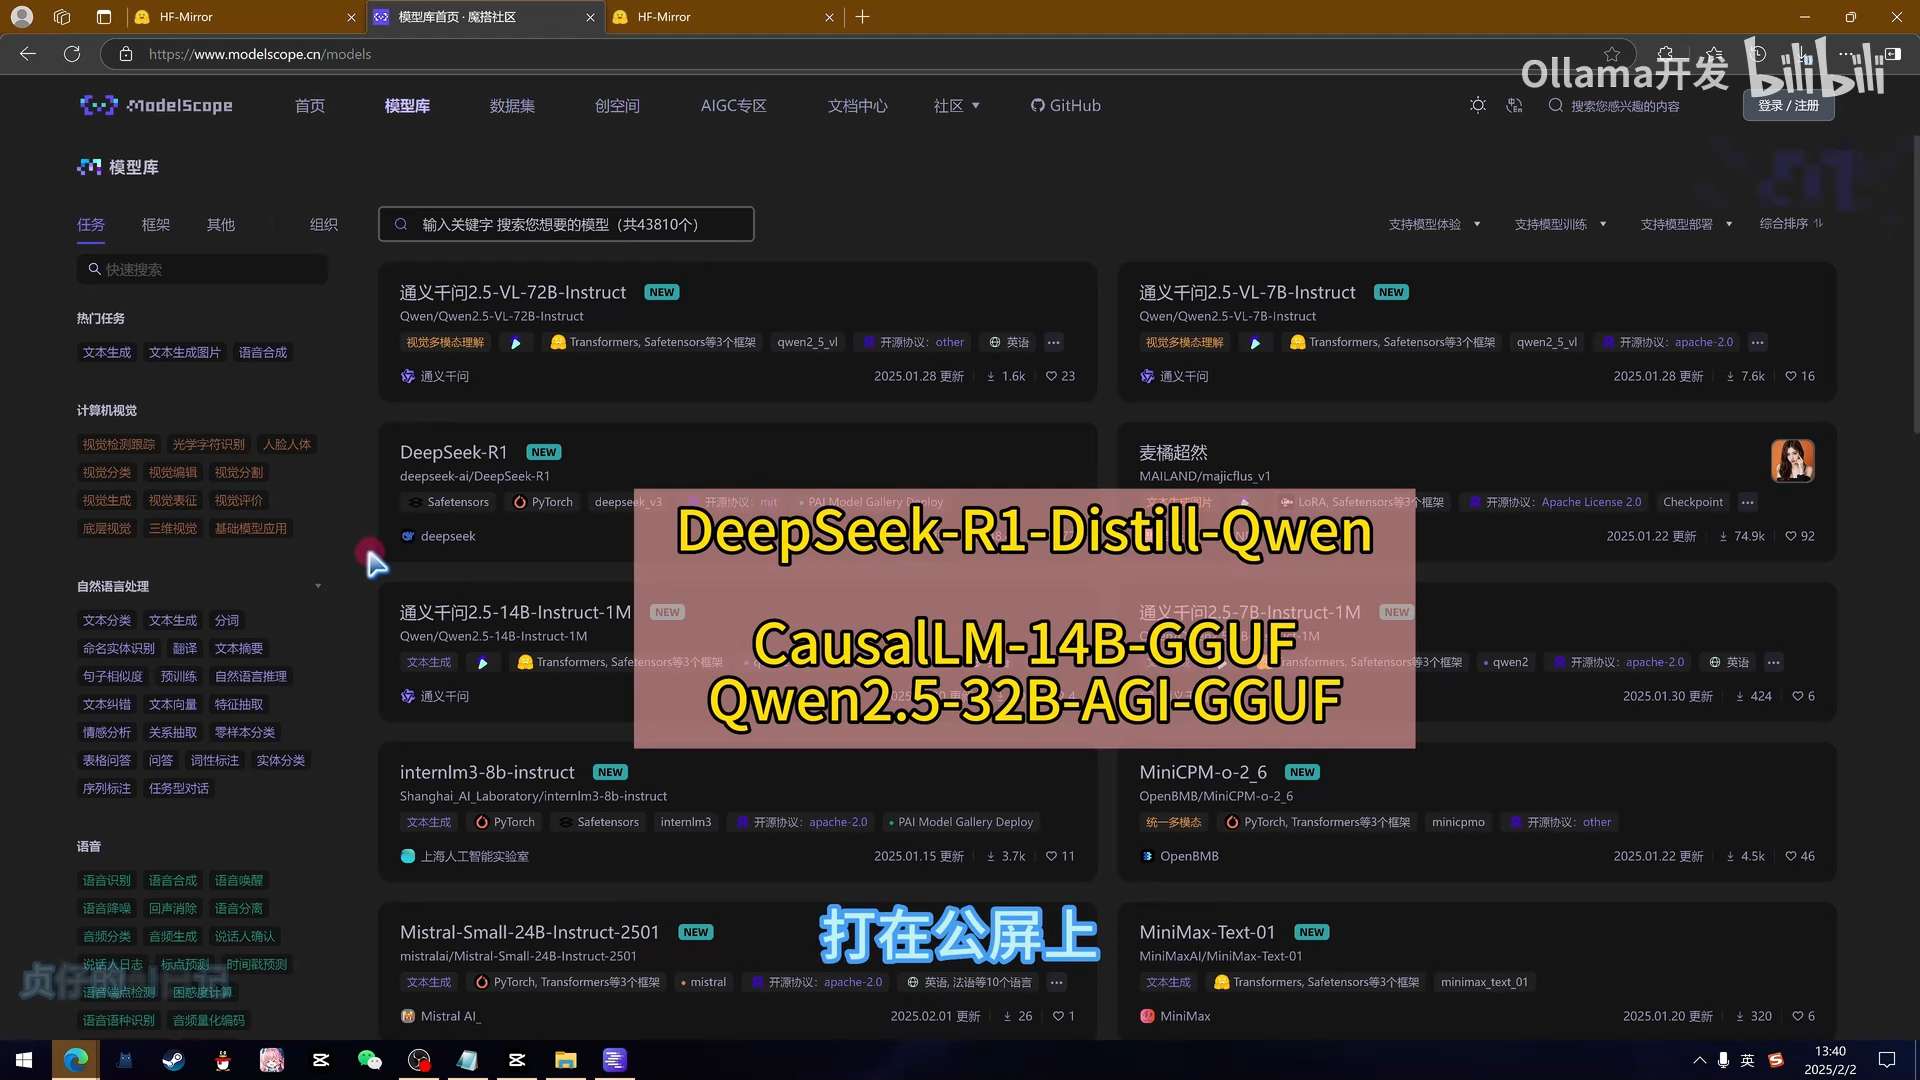 HF-Mirror
模型库首页 · 魔搭社区
HF-Mirror
https://www.modelscope.cn/models
Ollama开发 bilibili
ModelScope
首页
模型库
数据集
创空间
AIGC专区
文档中心
社区
GitHub
搜索您感兴趣的内容
登录 / 注册
模型库
任务
框架
其他
组织
输入关键字 搜索您想要的模型（共43810个）
支持模型体验
支持模型训练
支持模型部署
综合排序
快速搜索
热门任务
文本生成 文本生成图片 语音合成
计算机视觉
视觉检测跟踪 光学字符识别 人脸人体
视觉分类 视觉编辑 视觉分割
视觉生成 视觉表征 视觉评价
底层视觉 三维视觉 基础模型应用
自然语言处理
文本分类 文本生成 分词
命名实体识别 翻译 文本摘要
句子相似度 预训练 自然语言推理
文本纠错 文本向量 特征抽取
情感分析 关系抽取 零样本分类
表格问答 问答 词性标注 实体分类
序列标注 任务型对话
语音
语音识别 语音合成 语音唤醒
语音降噪 回声消除 语音分离
音频分类 音频生成 说话人确认
说话人日志 标点预测 时间戳预测
语音端点检测 困惑度计算
语音语种识别 音频量化编码
通义千问2.5-VL-72B-Instruct NEW
Qwen/Qwen2.5-VL-72B-Instruct
视觉多模态理解 Transformers, Safetensors等3个框架 qwen2_5_vl 开源协议：other 英语 ···
通义千问 2025.01.28 更新 1.6k 23
通义千问2.5-VL-7B-Instruct NEW
Qwen/Qwen2.5-VL-7B-Instruct
视觉多模态理解 Transformers, Safetensors等3个框架 qwen2_5_vl 开源协议：apache-2.0 ···
通义千问 2025.01.28 更新 7.6k 16
DeepSeek-R1 NEW
deepseek-ai/DeepSeek-R1
Safetensors PyTorch deepseek_v3 开源协议：mit PAI Model Gallery Deploy
deepseek
麦橘超然
MAILAND/majicflus_v1
文本生成图片 LoRA, Safetensors等3个框架 开源协议：Apache License 2.0 Checkpoint ···
2025.01.22 更新 74.9k 92
DeepSeek-R1-Distill-Qwen
CausalLM-14B-GGUF
Qwen2.5-32B-AGI-GGUF
通义千问2.5-14B-Instruct-1M NEW
Qwen/Qwen2.5-14B-Instruct-1M
文本生成 Transformers, Safetensors等3个框架
通义千问
通义千问2.5-7B-Instruct-1M NEW
qwen2 开源协议：apache-2.0 英语 ···
2025.01.30 更新 424 6
internlm3-8b-instruct NEW
Shanghai_AI_Laboratory/internlm3-8b-instruct
文本生成 PyTorch Safetensors internlm3 开源协议：apache-2.0 PAI Model Gallery Deploy
上海人工智能实验室 2025.01.15 更新 3.7k 11
MiniCPM-o-2_6 NEW
OpenBMB/MiniCPM-o-2_6
统一多模态 PyTorch, Transformers等3个框架 minicpmo 开源协议：other
OpenBMB 2025.01.22 更新 4.5k 46
Mistral-Small-24B-Instruct-2501 NEW
mistralai/Mistral-Small-24B-Instruct-2501
文本生成 PyTorch, Transformers等3个框架 mistral 开源协议：apache-2.0 英语, 法语等10个语言 ···
Mistral AI_ 2025.02.01 更新 26 1
MiniMax-Text-01 NEW
MiniMaxAI/MiniMax-Text-01
文本生成 Transformers, Safetensors等3个框架 minimax_text_01
MiniMax 2025.01.20 更新 320 6
打在公屏上
英
13:40
2025/2/2